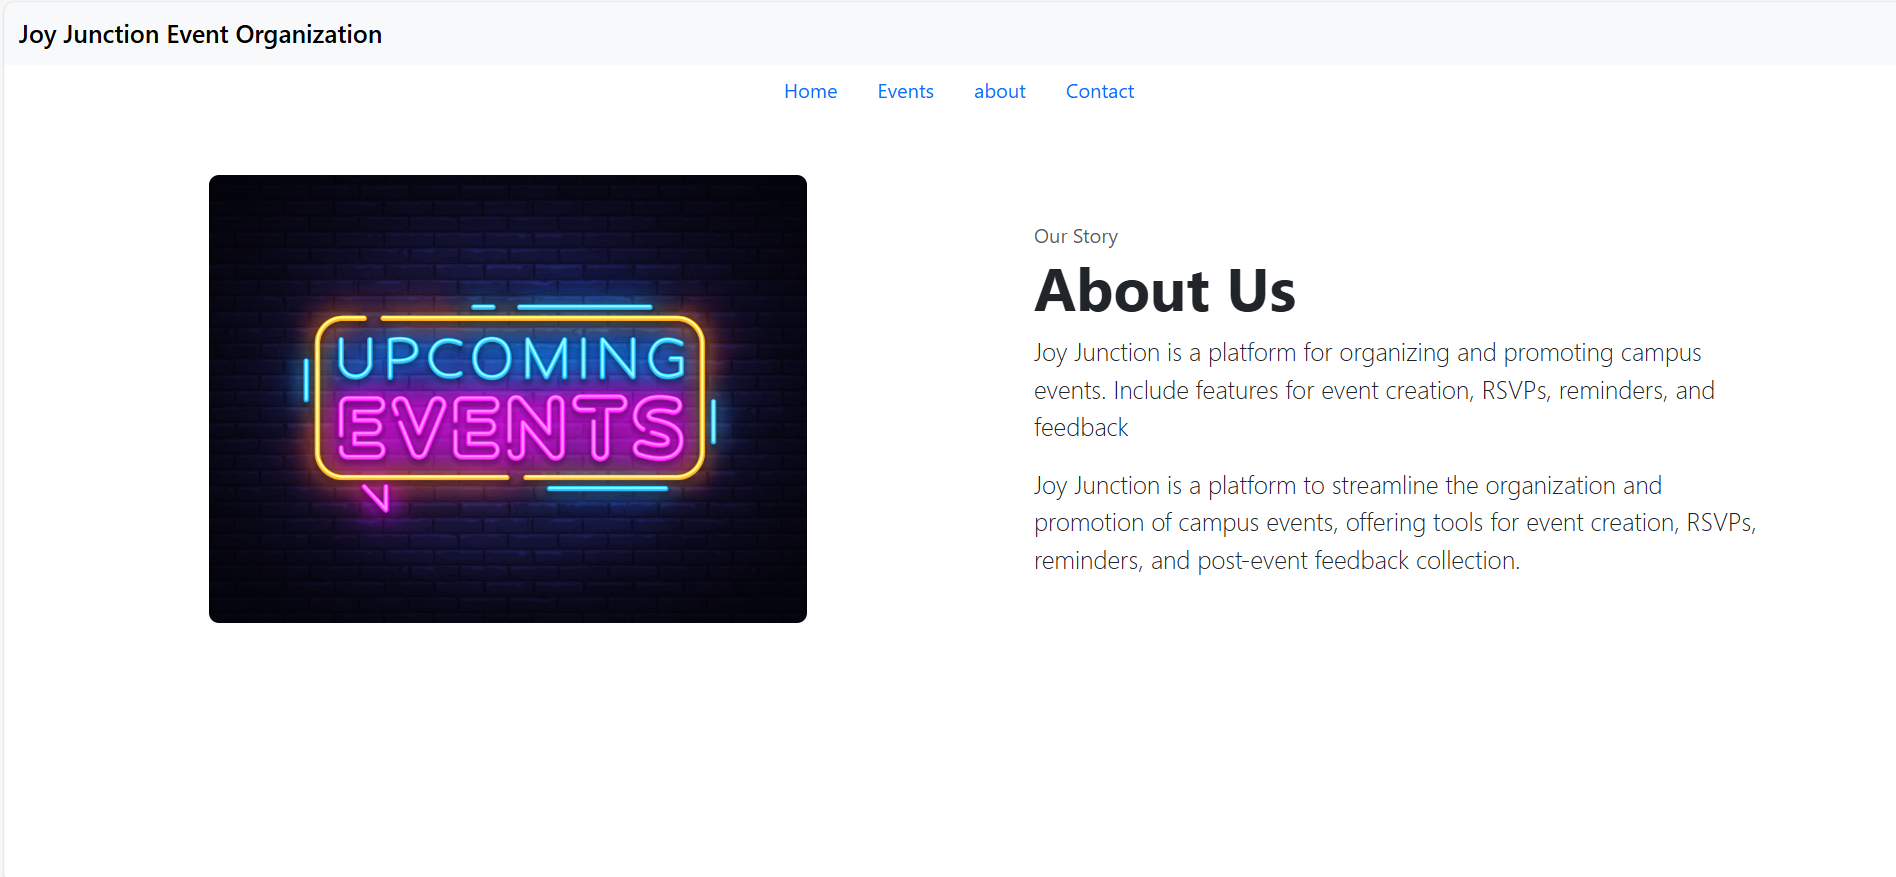 Joy Junction Event Organization
Home Events about Contact
UPCOMING
EVENTS
Our Story
About Us
Joy Junction is a platform for organizing and promoting campus
events. Include features for event creation, RSVPs, reminders, and
feedback
Joy Junction is a platform to streamline the organization and
promotion of campus events, offering tools for event creation, RSVPs,
reminders, and post-event feedback collection.